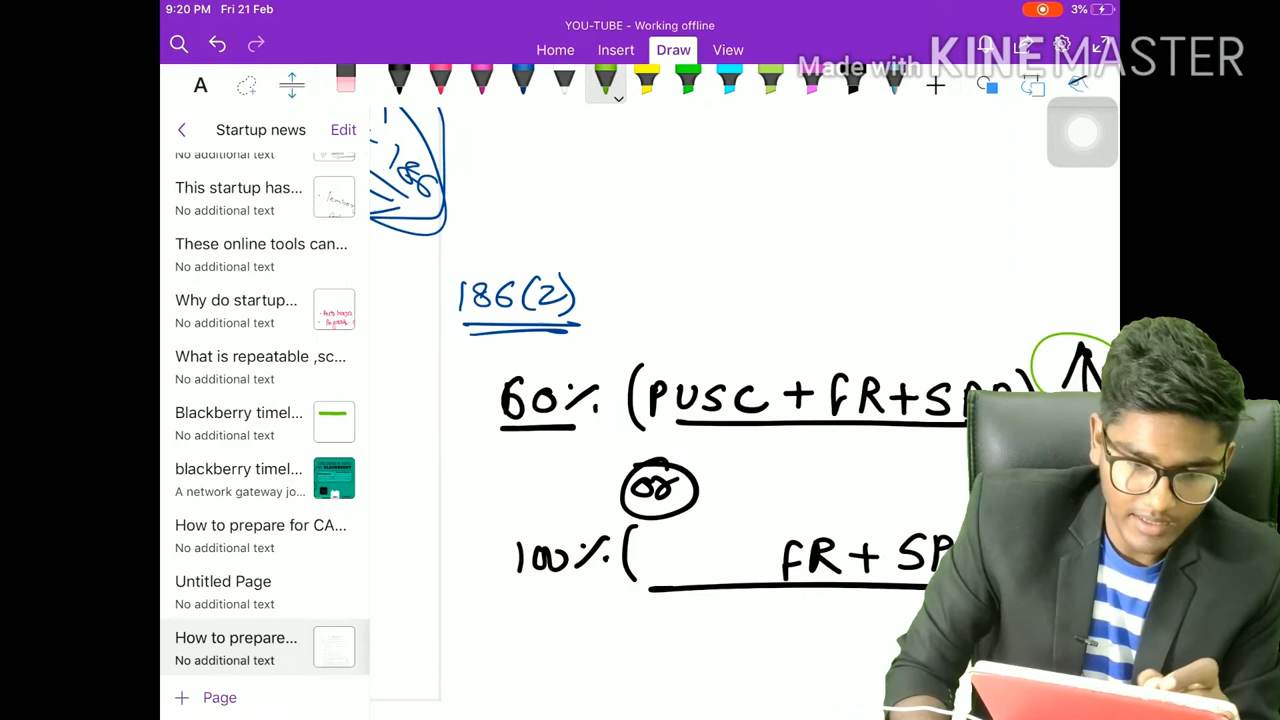 9:20 PM Fri 21 Feb
3%
YOU-TUBE - Working offline
Home Insert Draw View
Made with KINEMASTER
A
Startup news Edit
No additional text
This startup has...
No additional text
These online tools can...
No additional text
Why do startup...
No additional text
What is repeatable ,sc...
No additional text
Blackberry timel...
No additional text
blackberry timel...
A network gateway jo...
How to prepare for CA...
No additional text
Untitled Page
No additional text
How to prepare...
No additional text
+ Page
186(2)
60% (PUSC + FR+S
or
100% ( FR + SP